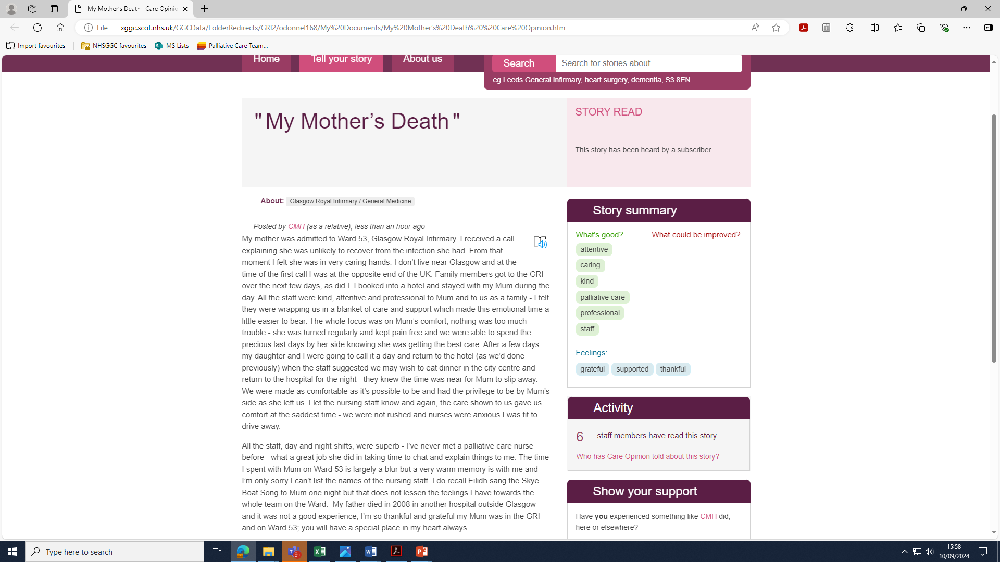 My Mother's Death | Care Opinio
File
xggc.scot.nhs.uk/GGCData/FolderRedirects/GRI2/odonnel168/My%20Documents/My%20Mother's%20Death%20%20Care%20Opinion.htm
Import favourites
NHSGGC favourites
MS Lists
Palliative Care Team...
Home
Tell your story
About us
Search
Search for stories about...
eg Leeds General Infirmary, heart surgery, dementia, S3 8EN
"My Mother’s Death"
STORY READ
This story has been heard by a subscriber
About: Glasgow Royal Infirmary / General Medicine
Posted by CMH (as a relative), less than an hour ago
My mother was admitted to Ward 53, Glasgow Royal Infirmary. I received a call
explaining she was unlikely to recover from the infection she had. From that
moment I felt she was in very caring hands. I don’t live near Glasgow and at the
time of the first call I was at the opposite end of the UK. Family members got to the GRI
over the next few days, as did I. I booked into a hotel and stayed with my Mum during the
day. All the staff were kind, attentive and professional to Mum and to us as a family - I felt
they were wrapping us in a blanket of care and support which made this emotional time a
little easier to bear. The whole focus was on Mum’s comfort; nothing was too much
trouble - she was turned regularly and kept pain free and we were able to spend the
precious last days by her side knowing she was getting the best care. After a few days
my daughter and I were going to call it a day and return to the hotel (as we’d done
previously) when the staff suggested we may wish to eat dinner in the city centre and
return to the hospital for the night - they knew the time was near for Mum to slip away.
We were made as comfortable as it’s possible to be and had the privilege to be by Mum’s
side as she left us. I let the nursing staff know and again, the care shown to us gave us
comfort at the saddest time - we were not rushed and nurses were anxious I was fit to
drive away.
All the staff, day and night shifts, were superb - I’ve never met a palliative care nurse
before - what a great job she did in taking time to chat and explain things to me. The time
I spent with Mum on Ward 53 is largely a blur but a very warm memory is with me and
I’m only sorry I can’t list the names of the nursing staff. I do recall Eilidh sang the Skye
Boat Song to Mum one night but that does not lessen the feelings I have towards the
whole team on the Ward.  My father died in 2008 in another hospital outside Glasgow
and it was not a good experience; I’m so thankful and grateful my Mum was in the GRI
and on Ward 53; you will have a special place in my heart always.
Story summary
What's good?
What could be improved?
attentive
caring
kind
palliative care
professional
staff
Feelings:
grateful
supported
thankful
Activity
6 staff members have read this story
Who has Care Opinion told about this story?
Show your support
Have you experienced something like CMH did,
here or elsewhere?
Type here to search
9+
15:58
10/09/2024